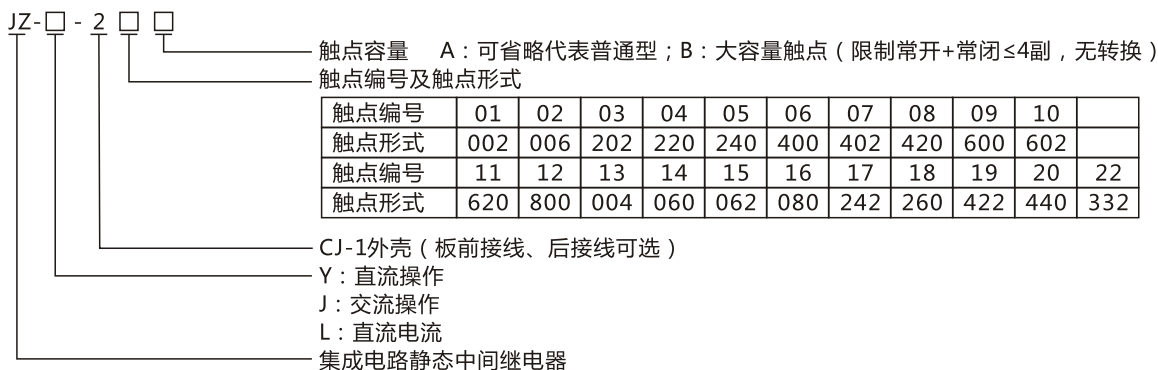 JZ-□ - 2 □ □
触点容量 A：可省略代表普通型；B：大容量触点（限制常开+常闭≤4副，无转换）
触点编号及触点形式
触点编号 01 02 03 04 05 06 07 08 09 10
触点形式 002 006 202 220 240 400 402 420 600 602
触点编号 11 12 13 14 15 16 17 18 19 20 22
触点形式 620 800 004 060 062 080 242 260 422 440 332
CJ-1外壳（板前接线、后接线可选）
Y：直流操作
J：交流操作
L：直流电流
集成电路静态中间继电器